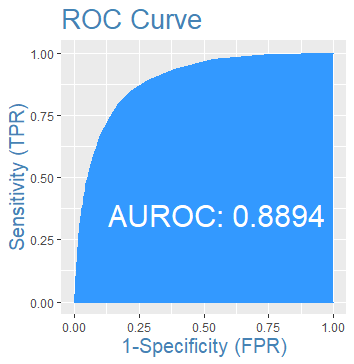 ROC Curve
1.00
0.75
0.50
0.25
0.00
Sensitivity (TPR)
AUROC: 0.8894
0.00 0.25 0.50 0.75 1.00
1-Specificity (FPR)